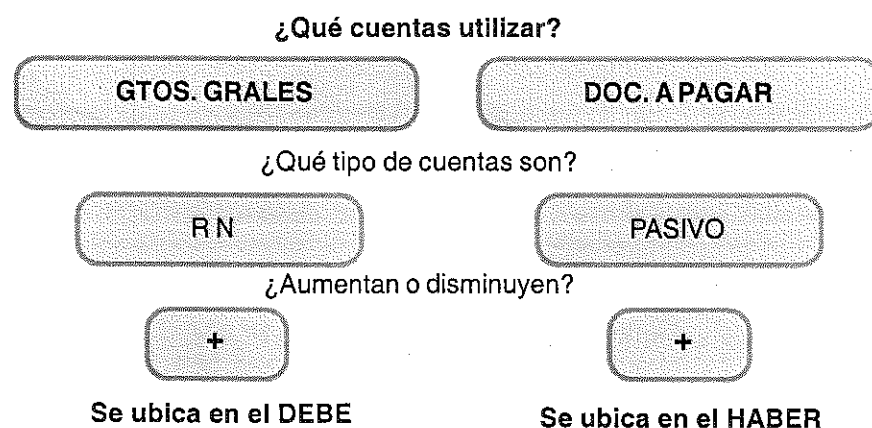 ¿Qué cuentas utilizar?
GTOS. GRALES
DOC. A PAGAR
¿Qué tipo de cuentas son?
R N
PASIVO
¿Aumentan o disminuyen?
+
+
Se ubica en el DEBE
Se ubica en el HABER